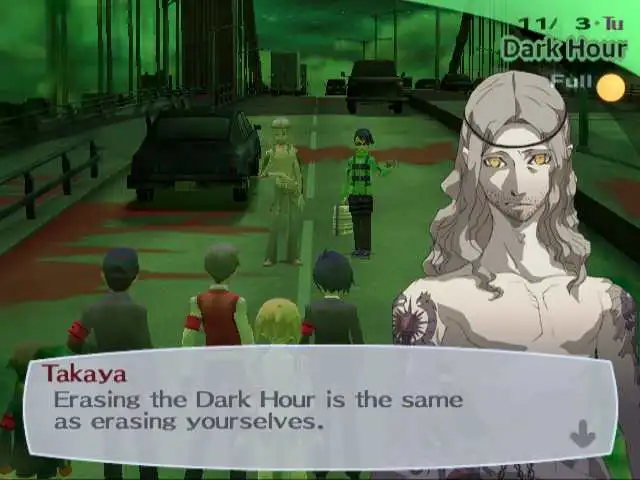 11/ 3·Tu
Dark Hour
Full
Takaya
Erasing the Dark Hour is the same
as erasing yourselves.